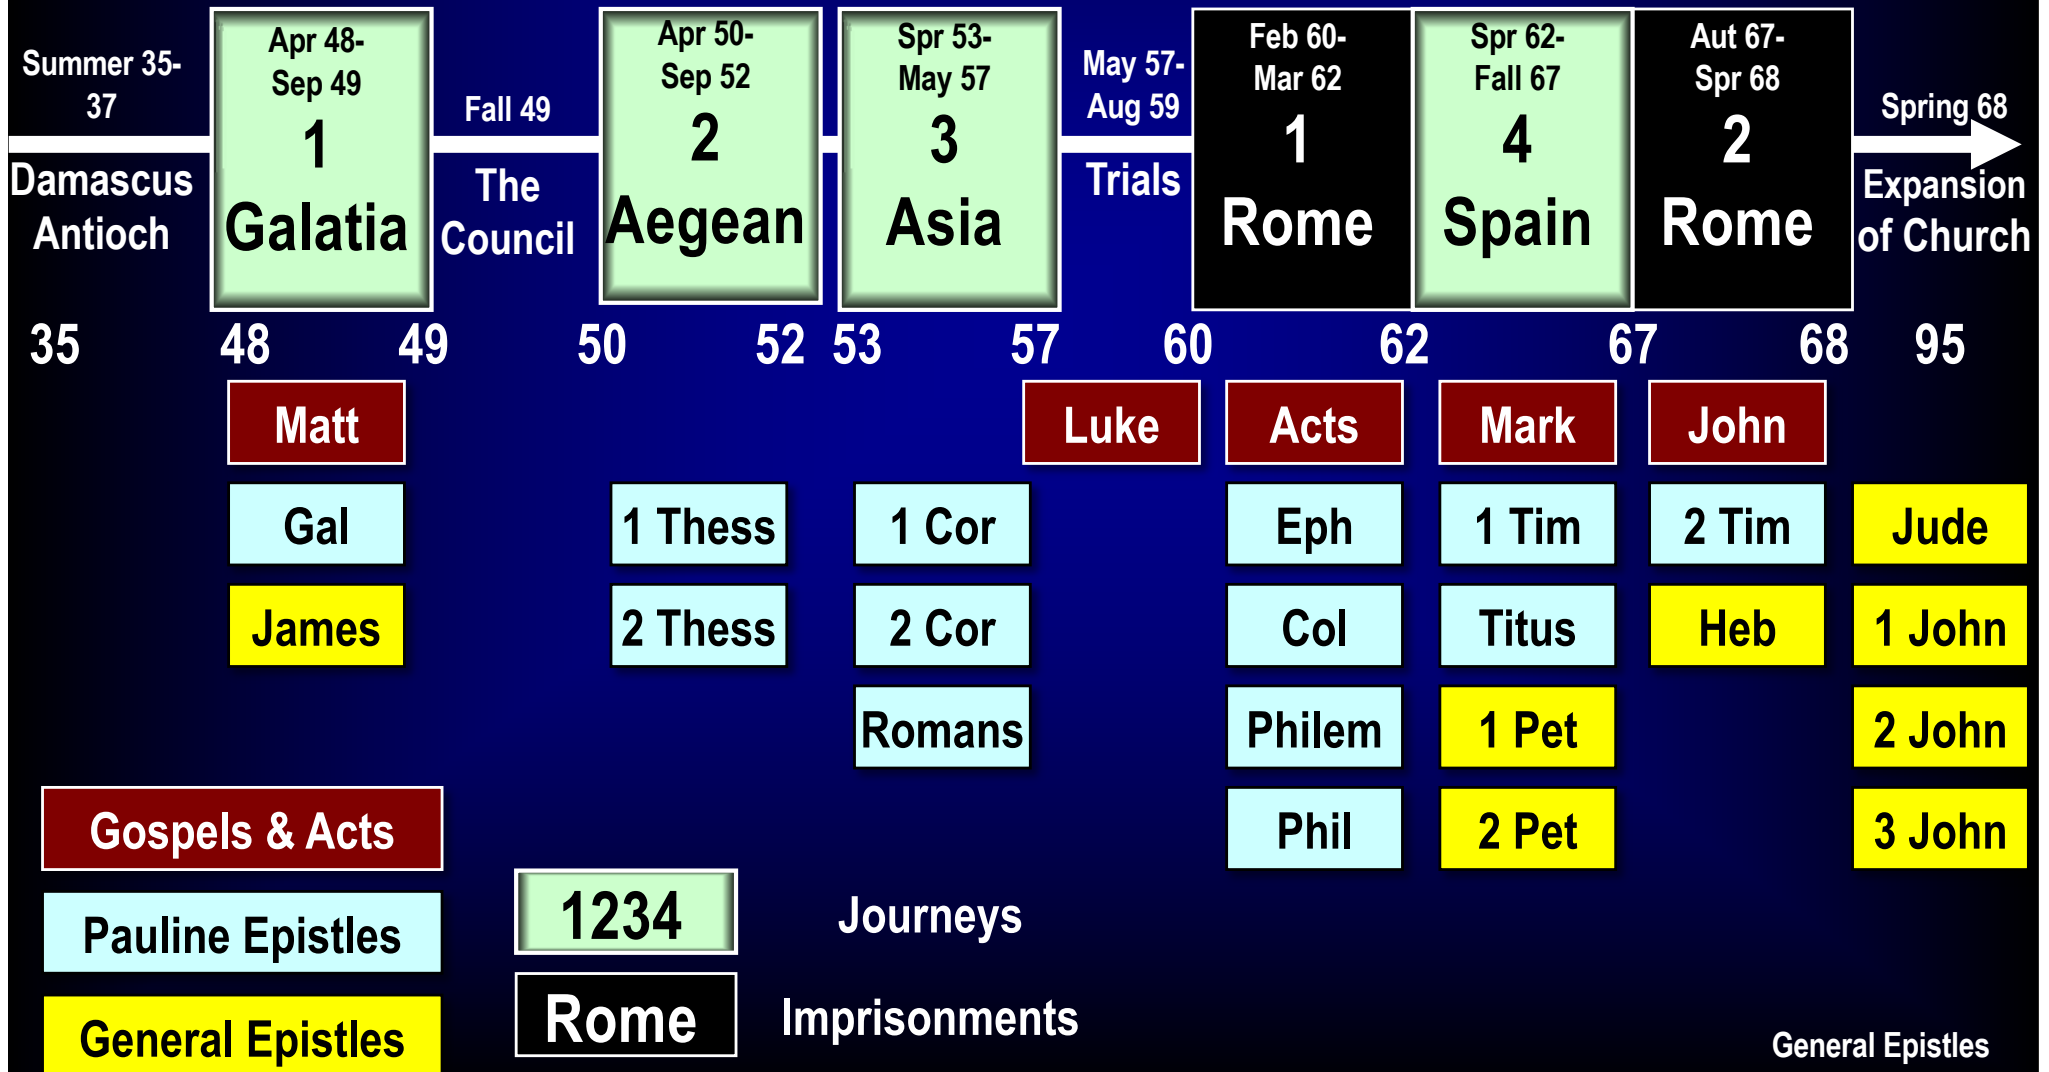 Summer 35-
37
Damascus
Antioch
Apr 48-
Sep 49
1
Galatia
Fall 49
The
Council
Apr 50-
Sep 52
2
Aegean
Spr 53-
May 57
3
Asia
May 57-
Aug 59
Trials
Feb 60-
Mar 62
1
Rome
Spr 62-
Fall 67
4
Spain
Aut 67-
Spr 68
2
Rome
Spring 68
Expansion
of Church
35 48 49 50 52 53 57 60 62 67 68 95
Matt Luke Acts Mark John
Gal 1 Thess 1 Cor Eph 1 Tim 2 Tim Jude
James 2 Thess 2 Cor Col Titus Heb 1 John
Romans Philem 1 Pet 2 John
Phil 2 Pet 3 John
Gospels & Acts
Pauline Epistles
General Epistles
1234 Journeys
Rome Imprisonments
General Epistles